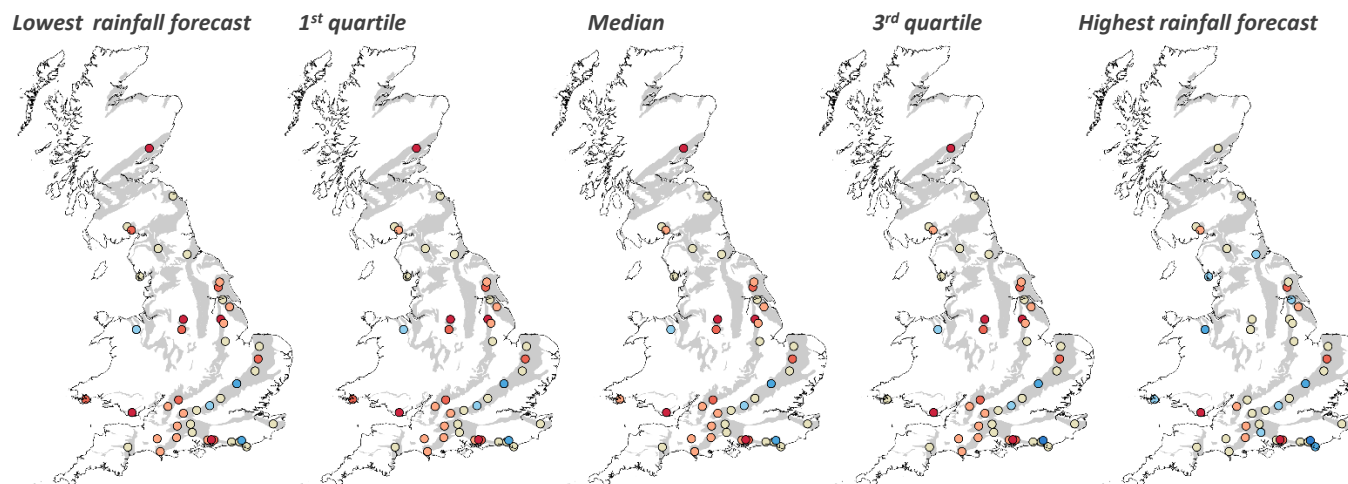 Lowest rainfall forecast
1st quartile
Median
3rd quartile
Highest rainfall forecast